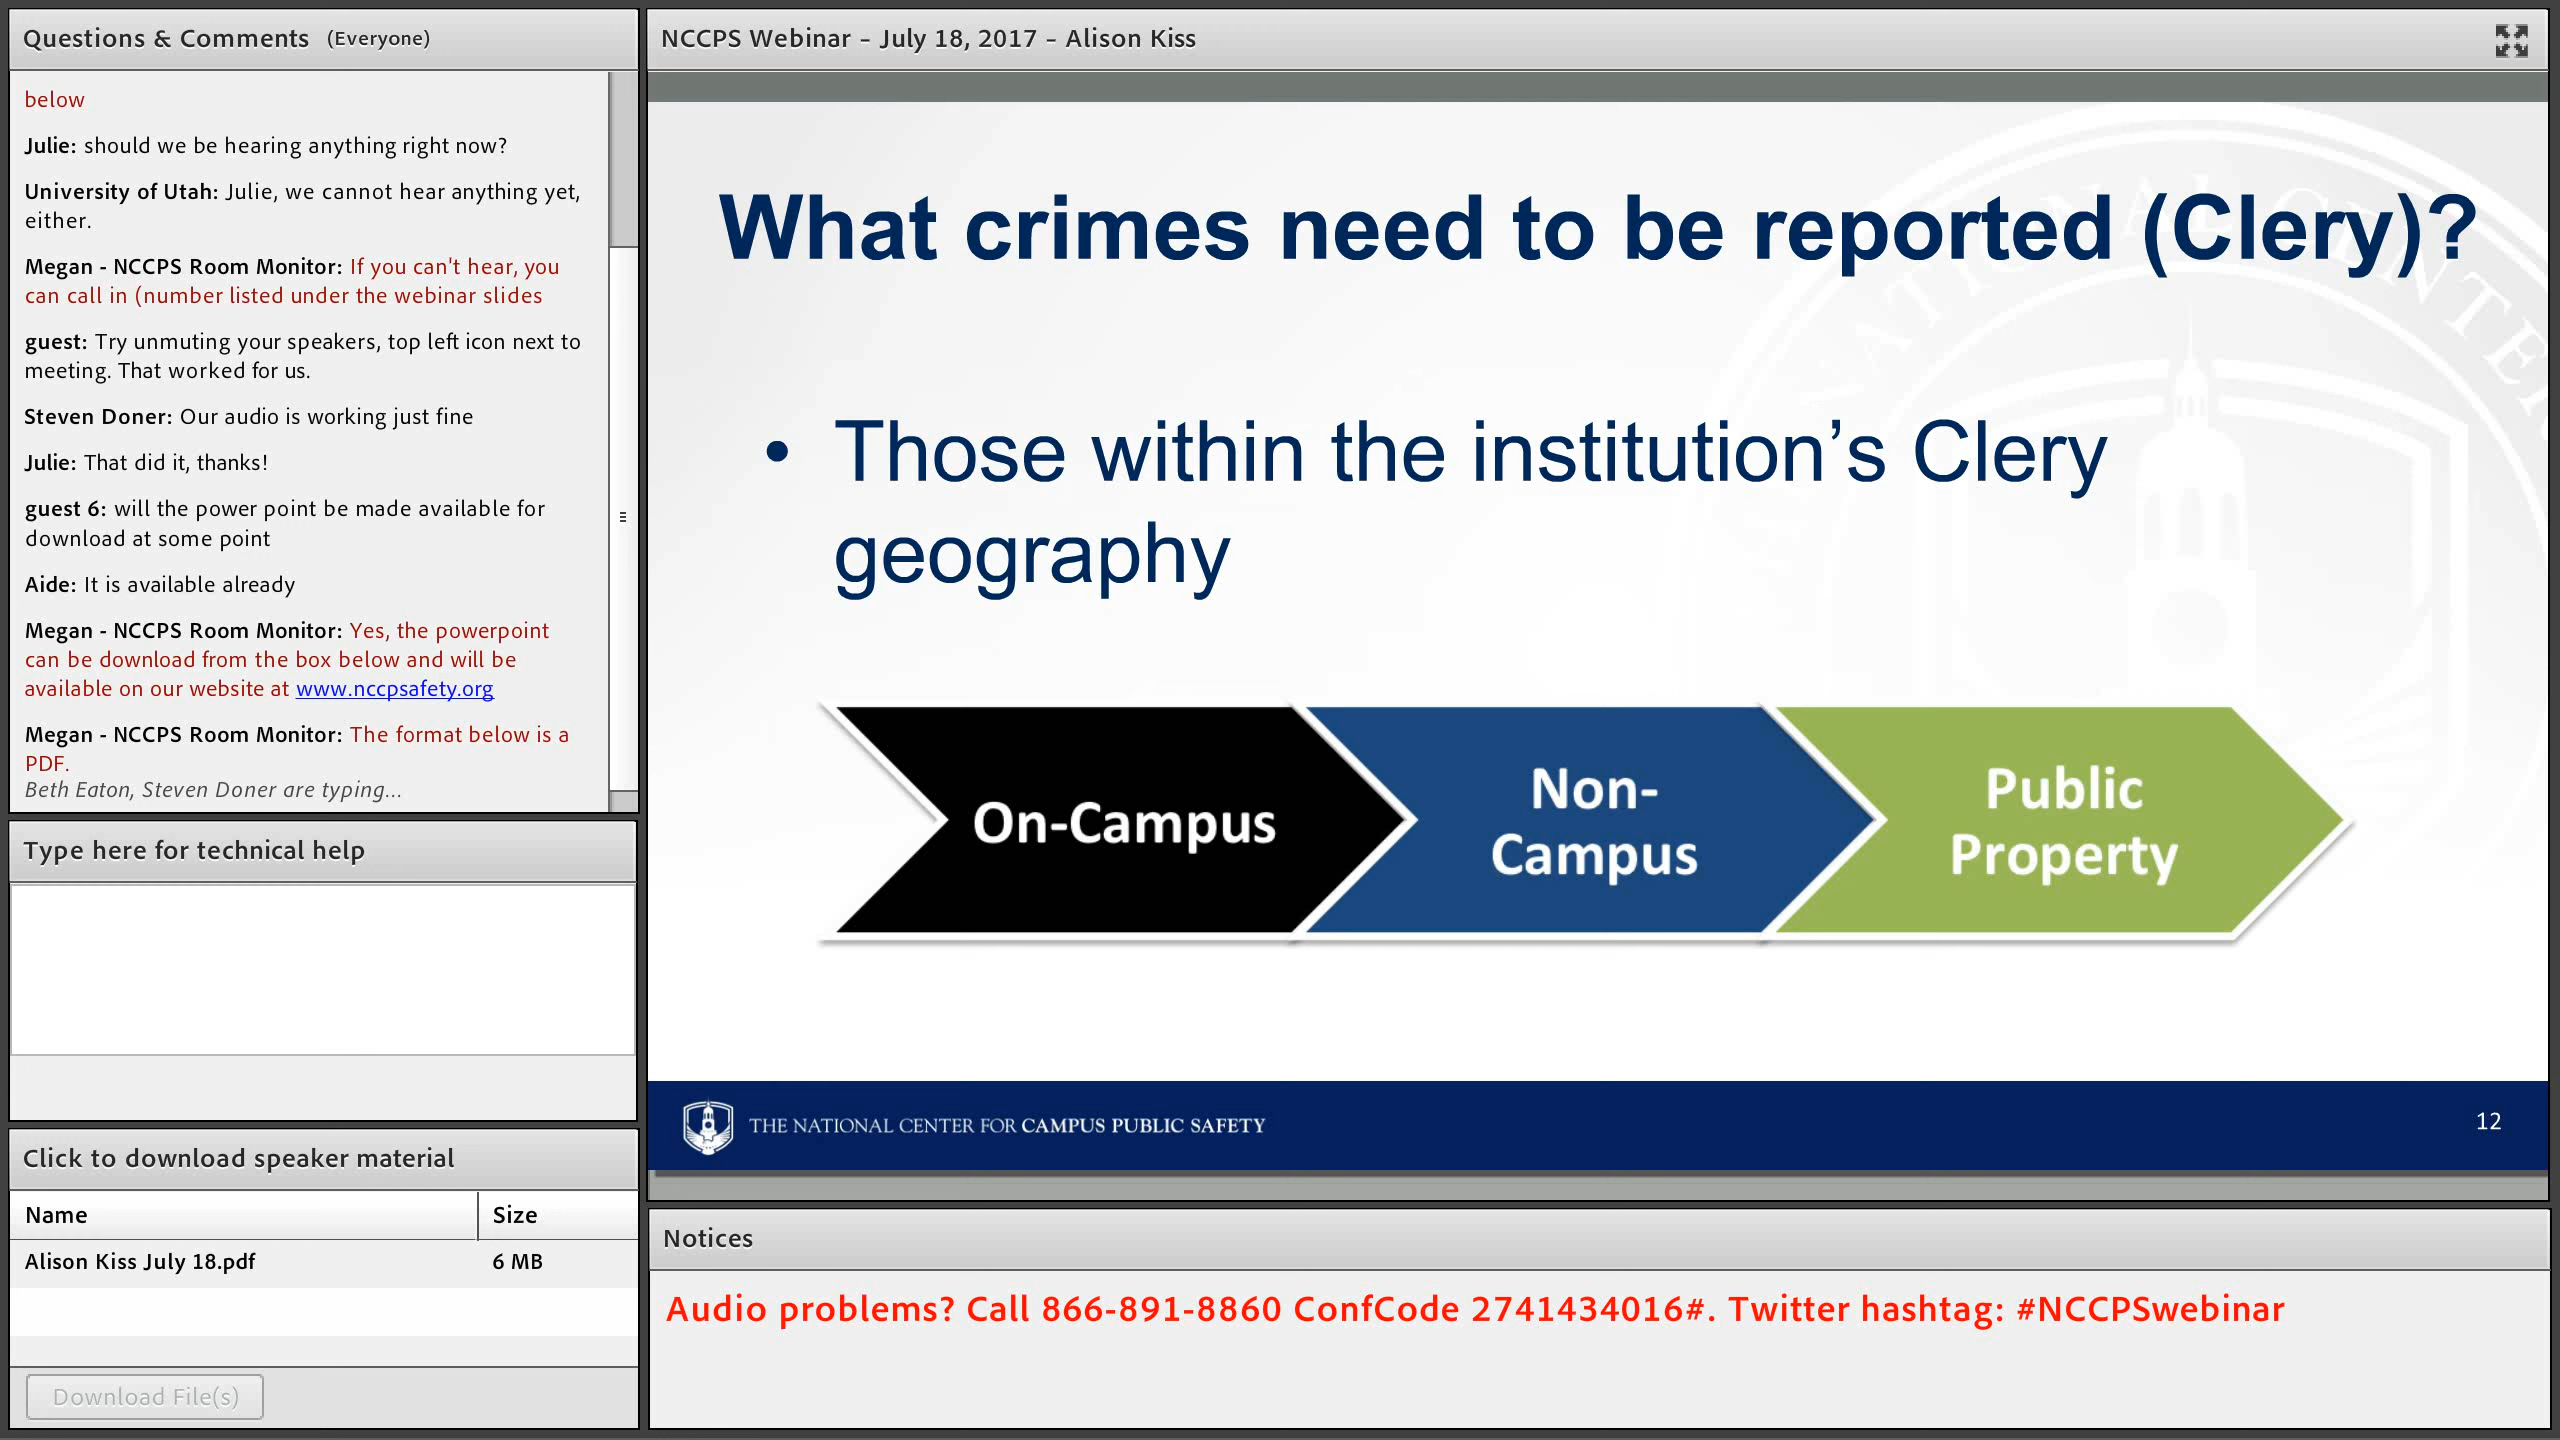 Questions & Comments (Everyone)
below
Julie: should we be hearing anything right now?
University of Utah: Julie, we cannot hear anything yet,
either.
Megan - NCCPS Room Monitor: If you can't hear, you
can call in (number listed under the webinar slides
guest: Try unmuting your speakers, top left icon next to
meeting. That worked for us.
Steven Doner: Our audio is working just fine
Julie: That did it, thanks!
guest 6: will the power point be made available for
download at some point
Aide: It is available already
Megan - NCCPS Room Monitor: Yes, the powerpoint
can be download from the box below and will be
available on our website at www.nccpsafety.org
Megan - NCCPS Room Monitor: The format below is a
PDF.
Beth Eaton, Steven Doner are typing...
Type here for technical help
Click to download speaker material
Name Size
Alison Kiss July 18.pdf 6 MB
Download File(s)
NCCPS Webinar - July 18, 2017 - Alison Kiss
NATIONAL CENTER
What crimes need to be reported (Clery)?
• Those within the institution’s Clery
geography
On-Campus
Non-
Campus
Public
Property
THE NATIONAL CENTER FOR CAMPUS PUBLIC SAFETY
12
Notices
Audio problems? Call 866-891-8860 ConfCode 2741434016#. Twitter hashtag: #NCCPSwebinar